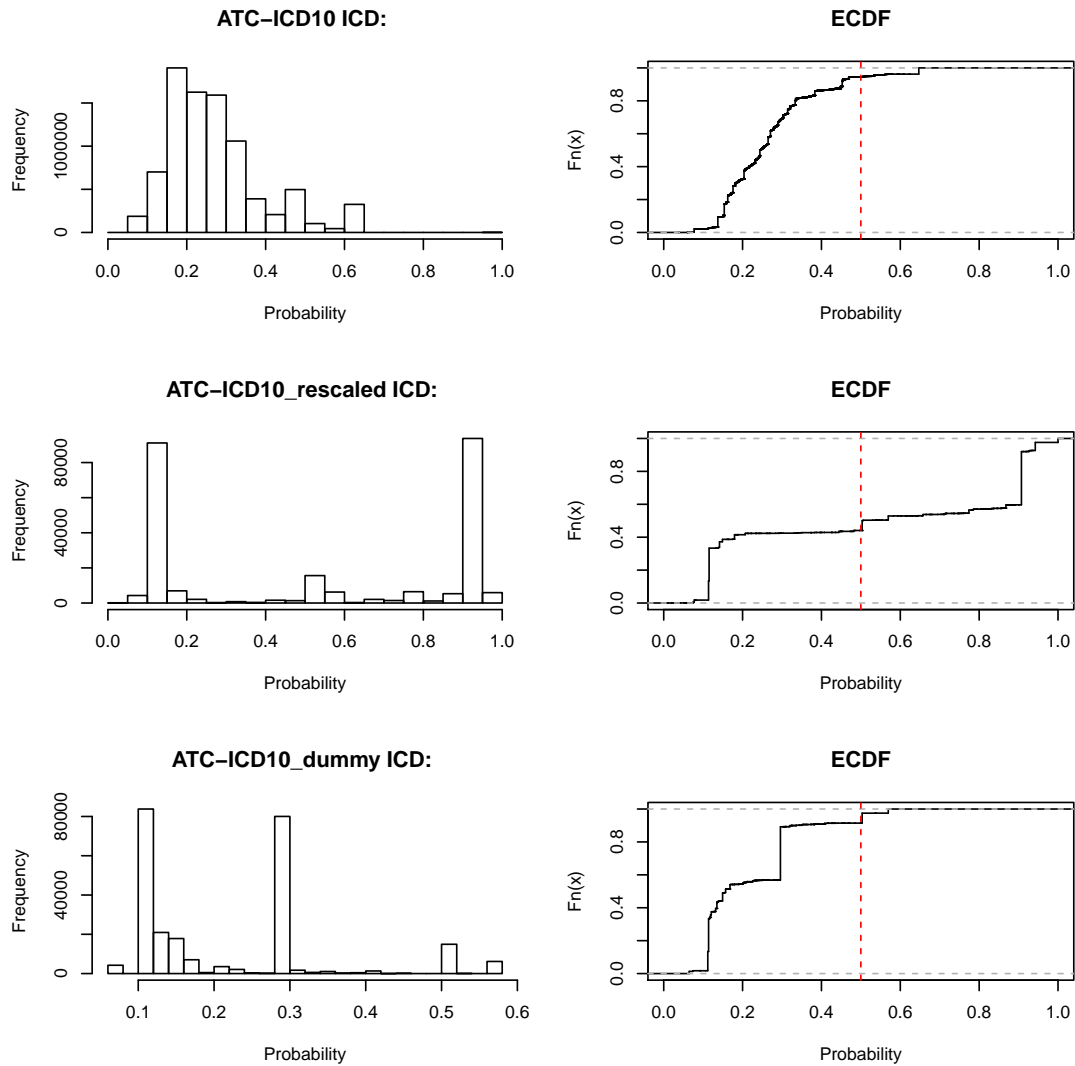 ATC−ICD10 ICD:
Frequency
0
1000000
0.0 0.2 0.4 0.6 0.8 1.0
Probability
ECDF
Fn(x)
0.0 0.4 0.8
0.0 0.2 0.4 0.6 0.8 1.0
Probability
ATC−ICD10_rescaled ICD:
Frequency
0 40000 80000
0.0 0.2 0.4 0.6 0.8 1.0
Probability
ECDF
Fn(x)
0.0 0.4 0.8
0.0 0.2 0.4 0.6 0.8 1.0
Probability
ATC−ICD10_dummy ICD:
Frequency
0 40000 80000
0.1 0.2 0.3 0.4 0.5 0.6
Probability
ECDF
Fn(x)
0.0 0.4 0.8
0.0 0.2 0.4 0.6 0.8 1.0
Probability